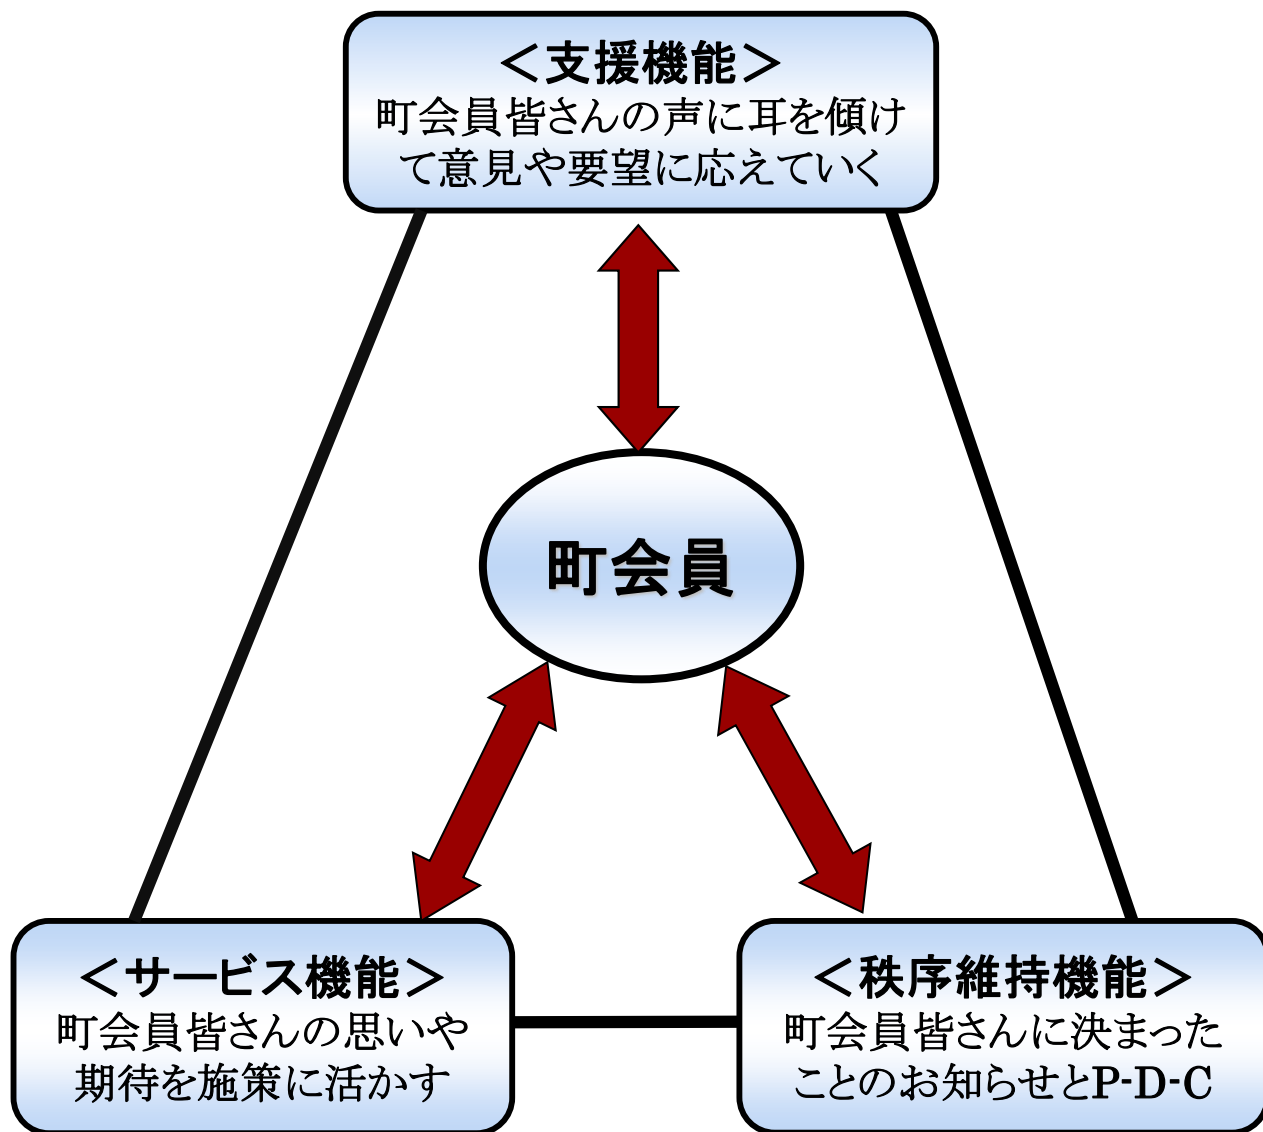 ＜支援機能＞
町会員皆さんの声に耳を傾け
て意見や要望に応えていく
町会員
＜サービス機能＞
町会員皆さんの思いや
期待を施策に活かす
＜秩序維持機能＞
町会員皆さんに決まった
ことのお知らせとP-D-C